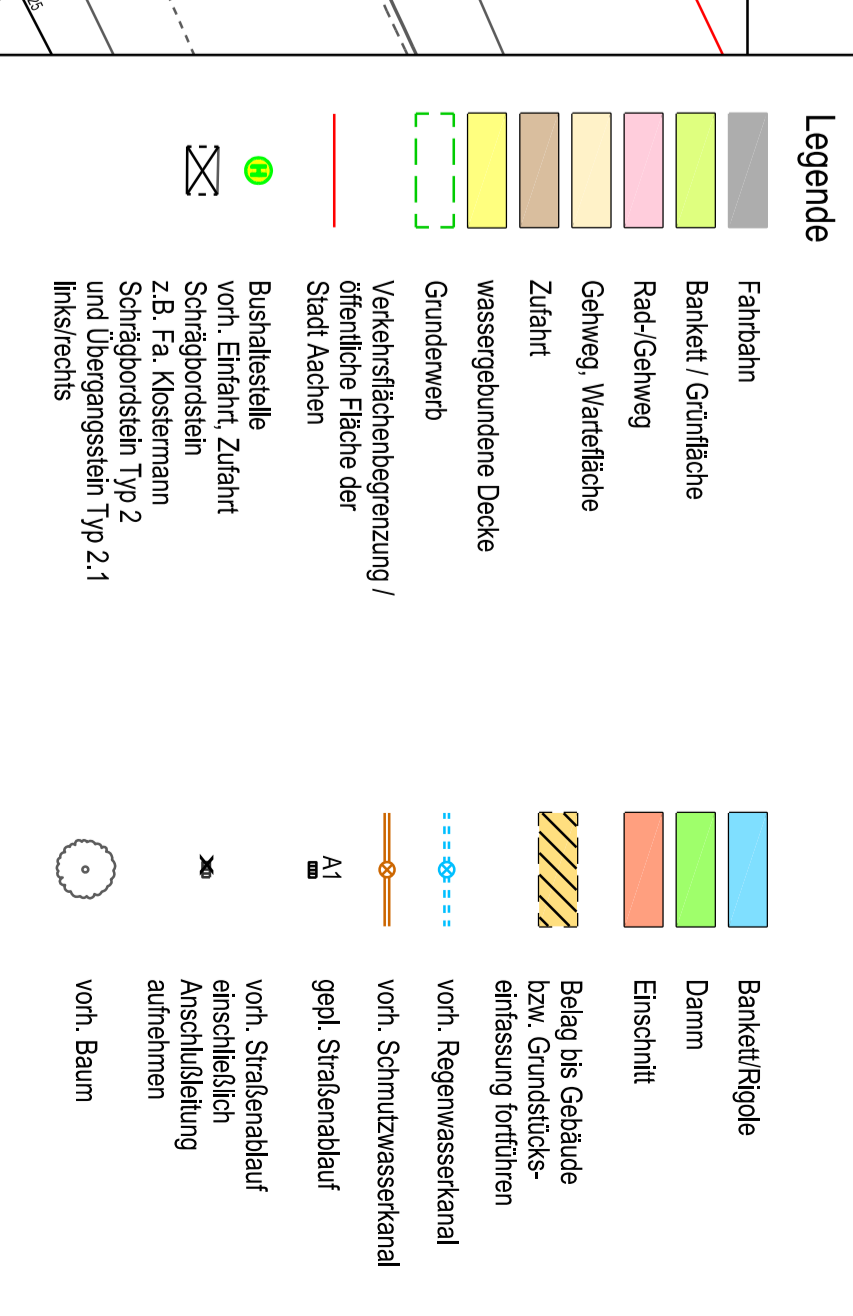 Legende
Fahrbahn
Bankett / Grünfläche
Rad-/Gehweg
Gehweg, Wartefläche
Zufahrt
wassergebundene Decke
Grunderwerb
Verkehrsflächenbegrenzung /
öffentliche Fläche der
Stadt Aachen
H
Bushaltestelle
vorh. Einfahrt, Zufahrt
Schrägbordstein
z.B. Fa. Klostermann
Schrägbordstein Typ 2
und Übergangsstein Typ 2.1
links/rechts
Bankett/Rigole
Damm
Einschnitt
Belag bis Gebäude
bzw. Grundstücks-
einfassung fortführen
vorh. Regenwasserkanal
vorh. Schmutzwasserkanal
A1
gepl. Straßenablauf
vorh. Straßenablauf
einschließlich
Anschlußleitung
aufnehmen
vorh. Baum